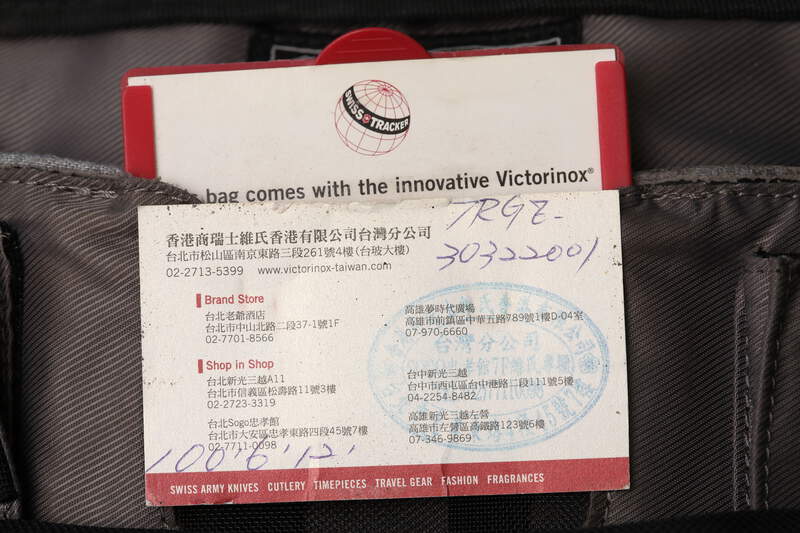 SWISS TRACKER
bag comes with the innovative Victorinox®
香港商瑞士維氏香港有限公司台灣分公司
台北市松山區南京東路三段261號4樓(台玻大樓)
02-2713-5399 www.victorinox-taiwan.com
TRGZ-
30322001
Brand Store
台北老爺酒店
台北市中山北路二段37-1號1F
02-7701-8566
高雄夢時代廣場
高雄市前鎮區中華五路789號1樓D-04室
07-970-6660
Shop in Shop
台北新光三越A11
台北市信義區松壽路11號3樓
02-2723-3319
台中新光三越
台中市西屯區台中港路二段111號5樓
04-2254-8482
台北Sogo忠孝館
台北市大安區忠孝東路四段45號7樓
02-7711-0098
高雄新光三越左營
高雄市左營區高鐵路123號6樓
07-346-9869
台灣分公司
100.6.12.
SWISS ARMY KNIVES CUTLERY TIMEPIECES TRAVEL GEAR FASHION FRAGRANCES